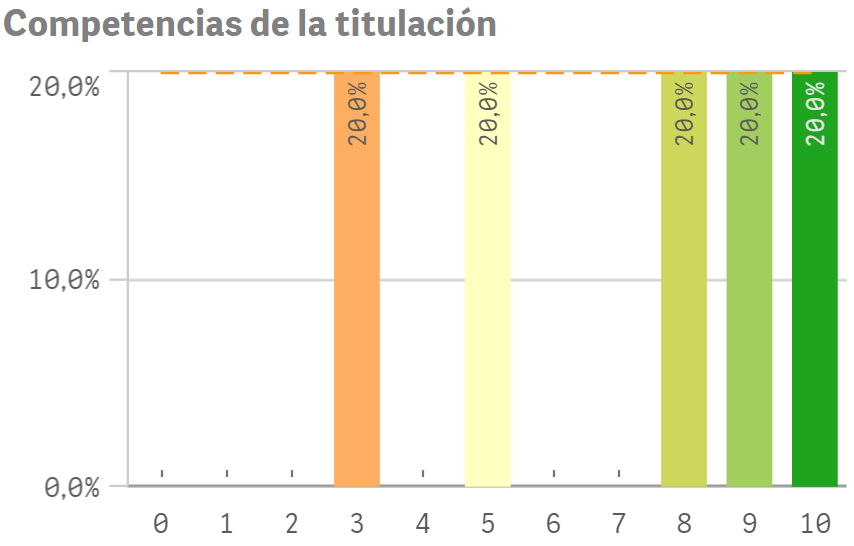 Competencias de la titulación
20,0%
20,0% 20,0% 20,0% 20,0% 20,0%
10,0%
0,0%
0 1 2 3 4 5 6 7 8 9 10